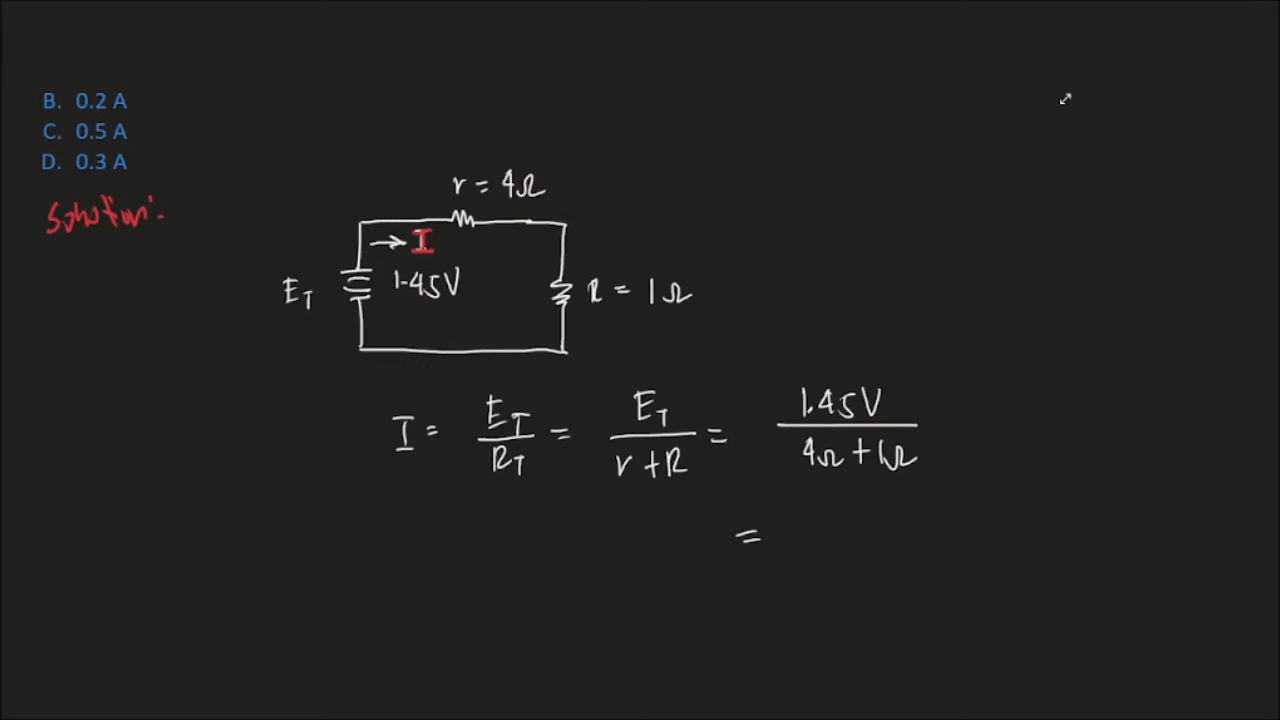 B. 0.2 A
C. 0.5 A
D. 0.3 A
Solution:
r = 4Ω
I
E_T 1.45V R = 1Ω
I = E_T/R_T = E_T/(r + R) = 1.45V/(4Ω + 1Ω)
=